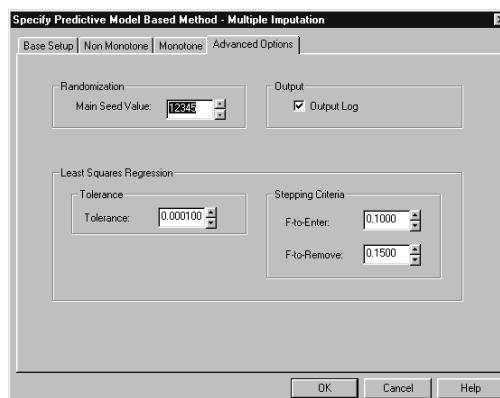 Specify Predictive Model Based Method - Multiple Imputation
Base Setup Non Monotone Monotone Advanced Options
Randomization
Main Seed Value: 12345
Output
Output Log
Least Squares Regression
Tolerance
Tolerance: 0.000100
Stepping Criteria
F-to-Enter: 0.1000
F-to-Remove: 0.1500
OK Cancel Help